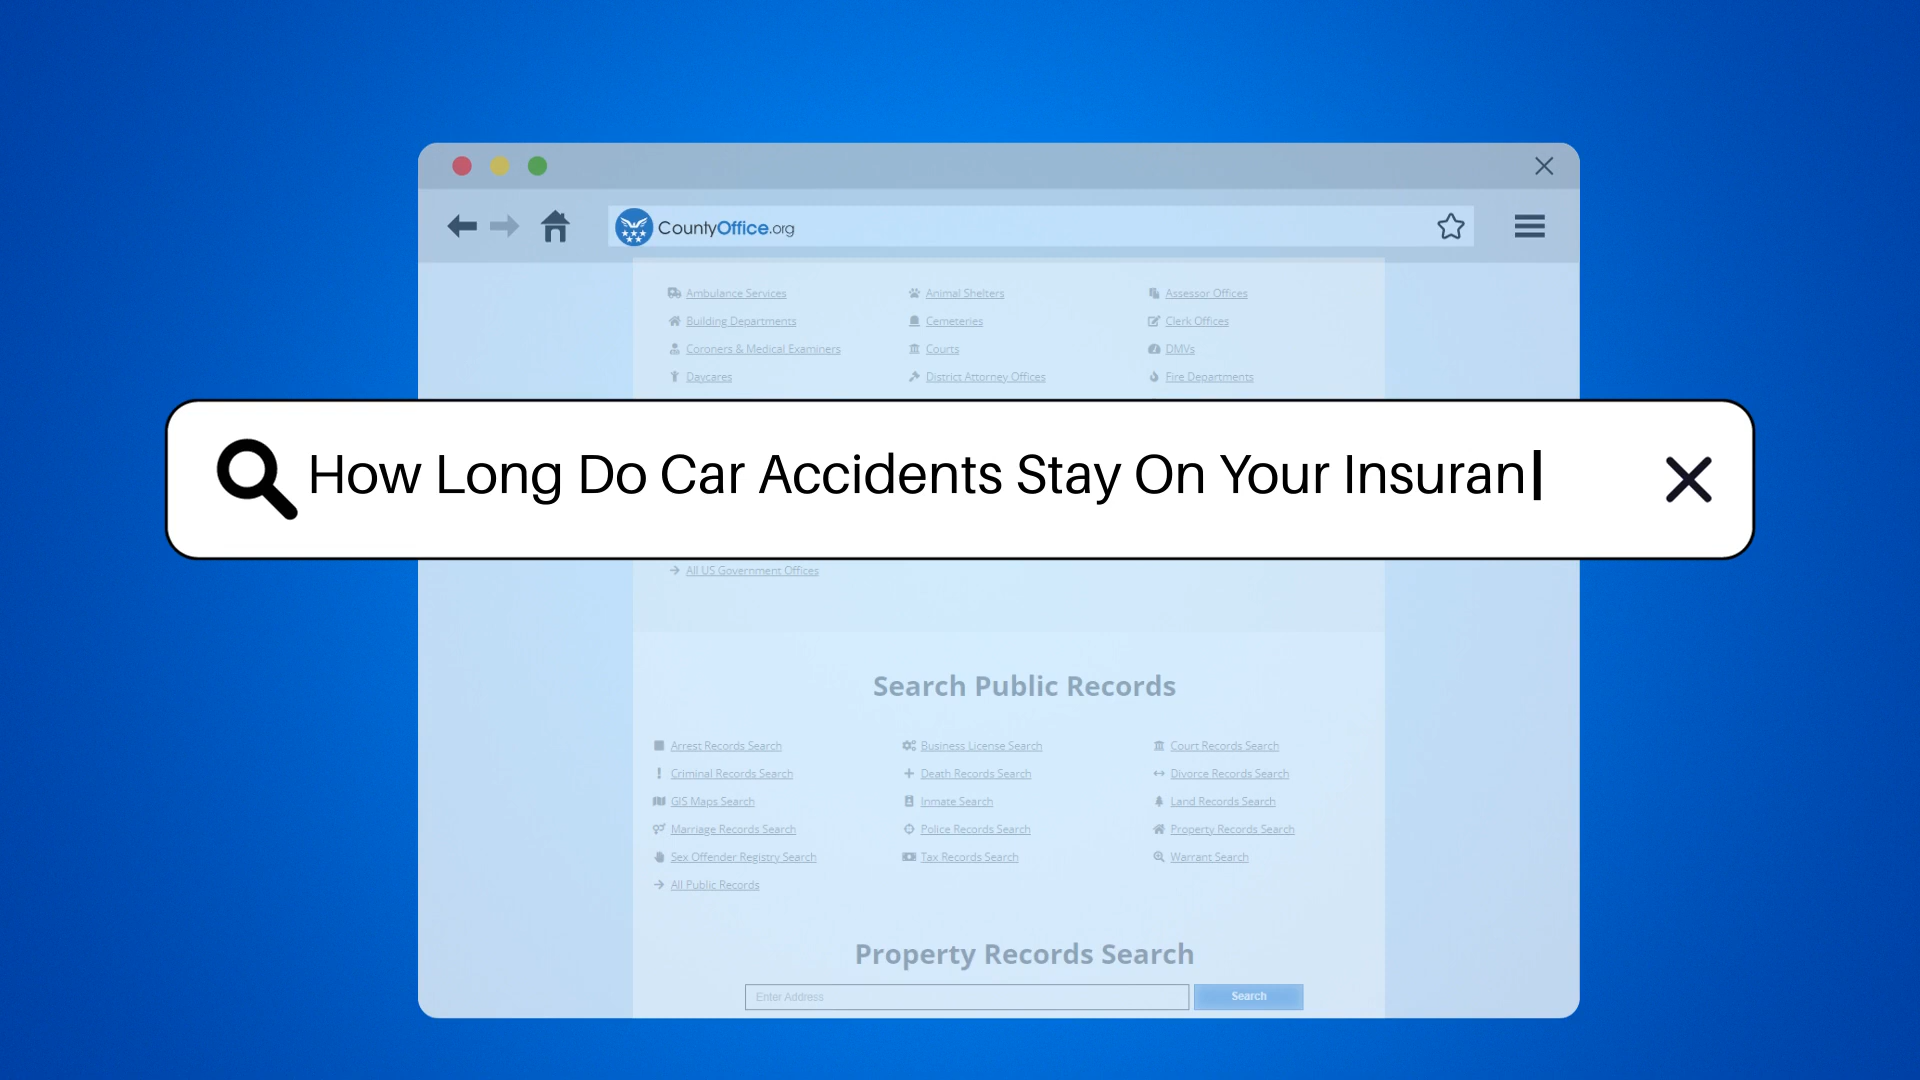 CountyOffice.org
Ambulance Services Animal Shelters Assessor Offices
Building Departments Cemeteries Clerk Offices
Coroners & Medical Examiners Courts DMVs
Daycares District Attorney Offices Fire Departments
How Long Do Car Accidents Stay On Your Insuran
All US Government Offices
Search Public Records
Arrest Records Search Business License Search Court Records Search
Criminal Records Search Death Records Search Divorce Records Search
GIS Maps Search Inmate Search Land Records Search
Marriage Records Search Police Records Search Property Records Search
Sex Offender Registry Search Tax Records Search Warrant Search
All Public Records
Property Records Search
Enter Address Search